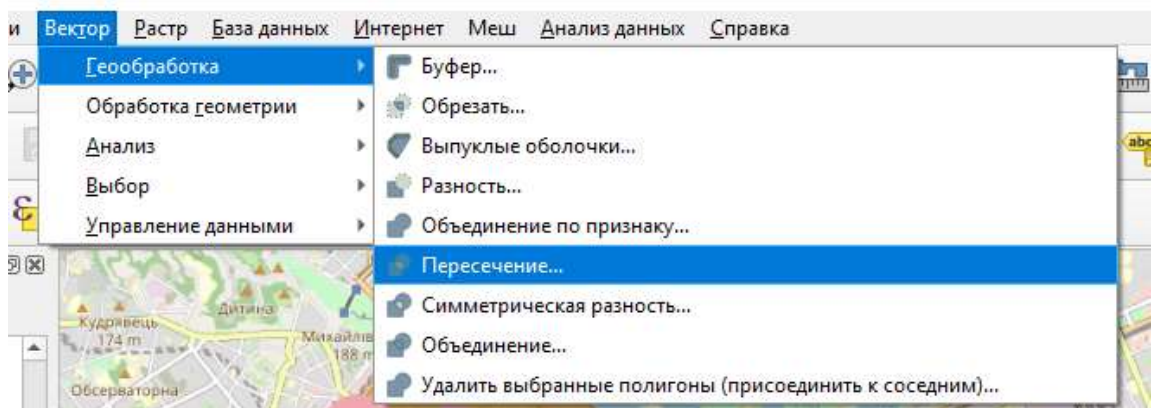 и Вектор Растр База данных Интернет Меш Анализ данных Справка
Геообработка
Обработка геометрии
Анализ
Выбор
Управление данными
Буфер...
Обрезать...
Выпуклые оболочки...
Разность...
Объединение по признаку...
Пересечение...
Симметрическая разность...
Объединение...
Удалить выбранные полигоны (присоединить к соседним)...
abc
ε
Дитинка
Кудрявець
174 m
Михайлів
188 m
Обсерваторна